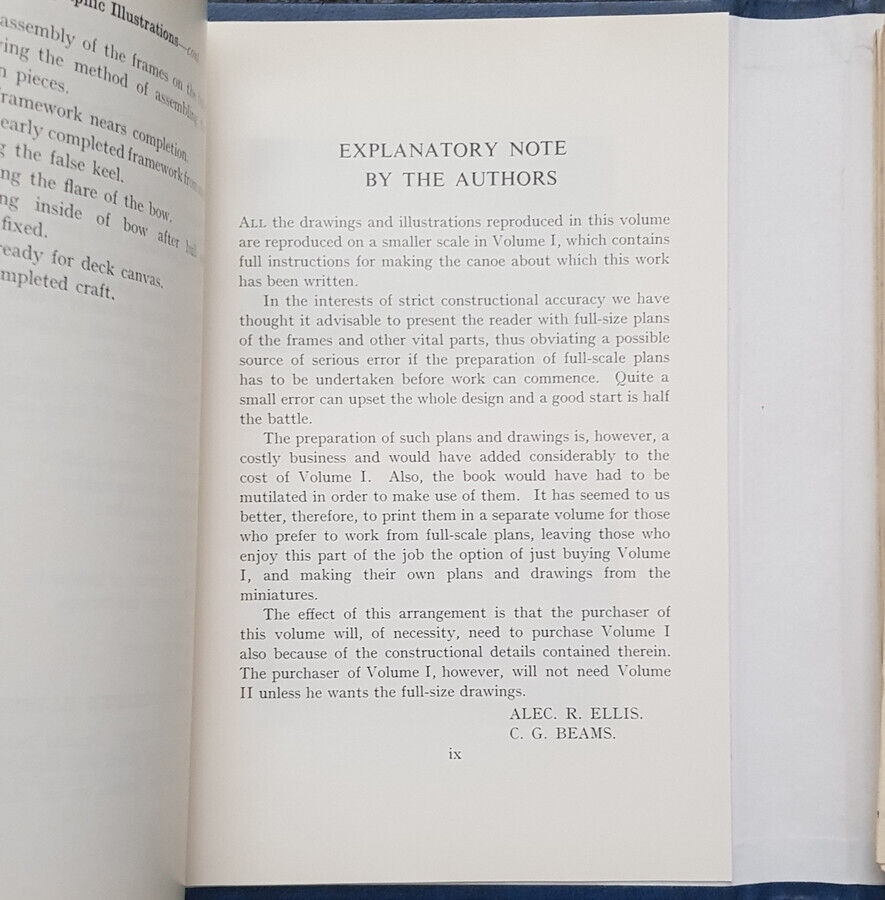 Illustrations—
assembly of the frames on the
the method of assembling
pieces.
framework nears completion.
early completed framework from
the false keel.
the flare of the bow.
inside of bow after
fixed.
ready for deck canvas.
craft.
EXPLANATORY NOTE
BY THE AUTHORS
ALL the drawings and illustrations reproduced in this volume
are reproduced on a smaller scale in Volume I, which contains
full instructions for making the canoe about which this work
has been written.
In the interests of strict constructional accuracy we have
thought it advisable to present the reader with full-size plans
of the frames and other vital parts, thus obviating a possible
source of serious error if the preparation of full-scale plans
has to be undertaken before work can commence. Quite a
small error can upset the whole design and a good start is half
the battle.
The preparation of such plans and drawings is, however, a
costly business and would have added considerably to the
cost of Volume I. Also, the book would have had to be
mutilated in order to make use of them. It has seemed to us
better, therefore, to print them in a separate volume for those
who prefer to work from full-scale plans, leaving those who
enjoy this part of the job the option of just buying Volume
I, and making their own plans and drawings from the
miniatures.
The effect of this arrangement is that the purchaser of
this volume will, of necessity, need to purchase Volume I
also because of the constructional details contained therein.
The purchaser of Volume I, however, will not need Volume
II unless he wants the full-size drawings.
ALEC. R. ELLIS.
C. G. BEAMS.
ix